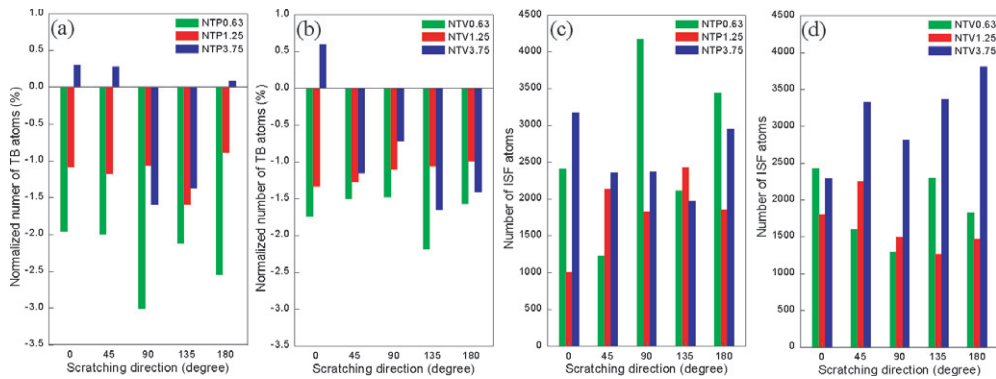 (a)
NTP0.63
NTP1.25
NTP3.75
Normalized numer of TB atoms (%)
1.0
0.5
0.0
-0.5
-1.0
-1.5
-2.0
-2.5
-3.0
-3.5
0 45 90 135 180
Scratching direction (degree)
(b)
NTV0.63
NTV1.25
NTV3.75
Normalized number of TB atoms (%)
1.0
0.5
0.0
-0.5
-1.0
-1.5
-2.0
-2.5
-3.0
-3.5
0 45 90 135 180
Scratching direction (degree)
(c)
NTP0.63
NTP1.25
NTP3.75
Number of ISF atoms
4500
4000
3500
3000
2500
2000
1500
1000
500
0
0 45 90 135 180
Scratching direction (degree)
(d)
NTV0.63
NTV1.25
NTV3.75
Number of ISF atoms
4500
4000
3500
3000
2500
2000
1500
1000
500
0
0 45 90 135 180
Scratching direction (degree)